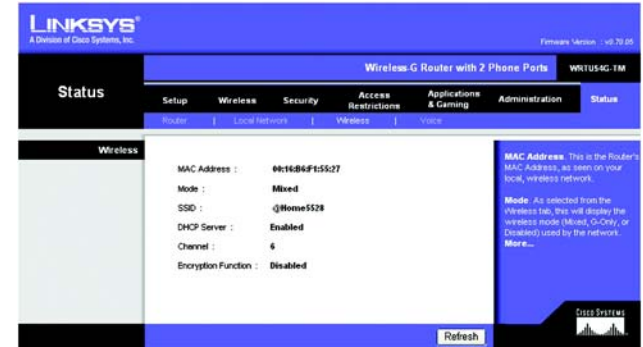 LINKSYS®
A Division of Cisco Systems, Inc.
Firmware Version : v0.70.05
Wireless-G Router with 2 Phone Ports WRTU54G-TM
Status
Setup Wireless Security Access Restrictions Applications & Gaming Administration Status
Router | Local Network | Wireless | Voice
Wireless
MAC Address : 00:16:B6:F1:55:27
Mode : Mixed
SSID : @Home5528
DHCP Server : Enabled
Channel : 6
Encryption Function : Disabled
MAC Address. This is the Router's
MAC Address, as seen on your
local, wireless network.
Mode. As selected from the
Wireless tab, this will display the
wireless mode (Mixed, G-Only, or
Disabled) used by the network.
More...
CISCO SYSTEMS
Refresh